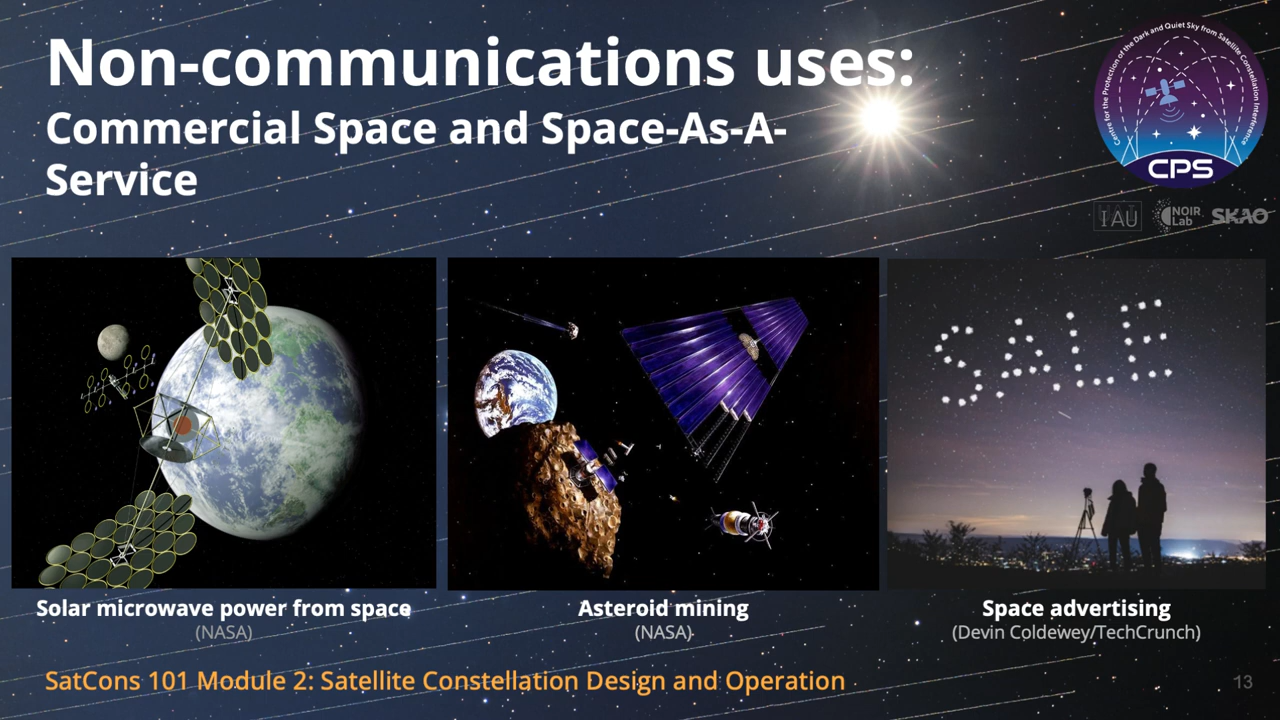 Non-communications uses:
Commercial Space and Space-As-A-
Service
Centre for the Protection of the Dark and Quiet Sky from Satellite Constellation Interference
CPS
IAU
NOIR
Lab
SKAO
SALE
Solar microwave power from space
(NASA)
Asteroid mining
(NASA)
Space advertising
(Devin Coldewey/TechCrunch)
SatCons 101 Module 2: Satellite Constellation Design and Operation
13